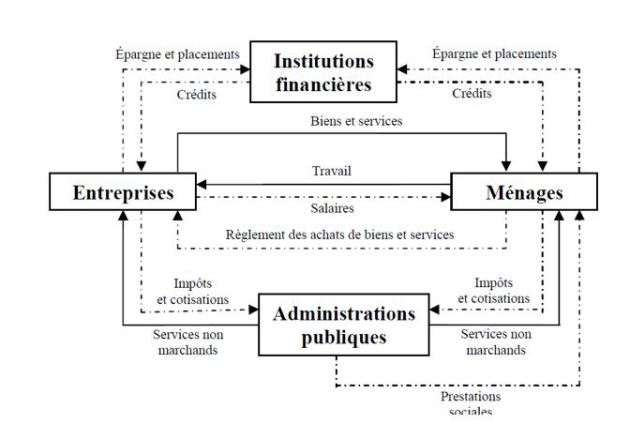 Épargne et placements
Institutions
financières
Épargne et placements
Crédits
Crédits
Biens et services
Travail
Entreprises
Ménages
Salaires
Règlement des achats de biens et services
Impôts
et cotisations
Impôts
et cotisations
Administrations
publiques
Services non
marchands
Services non
marchands
Prestations
sociales